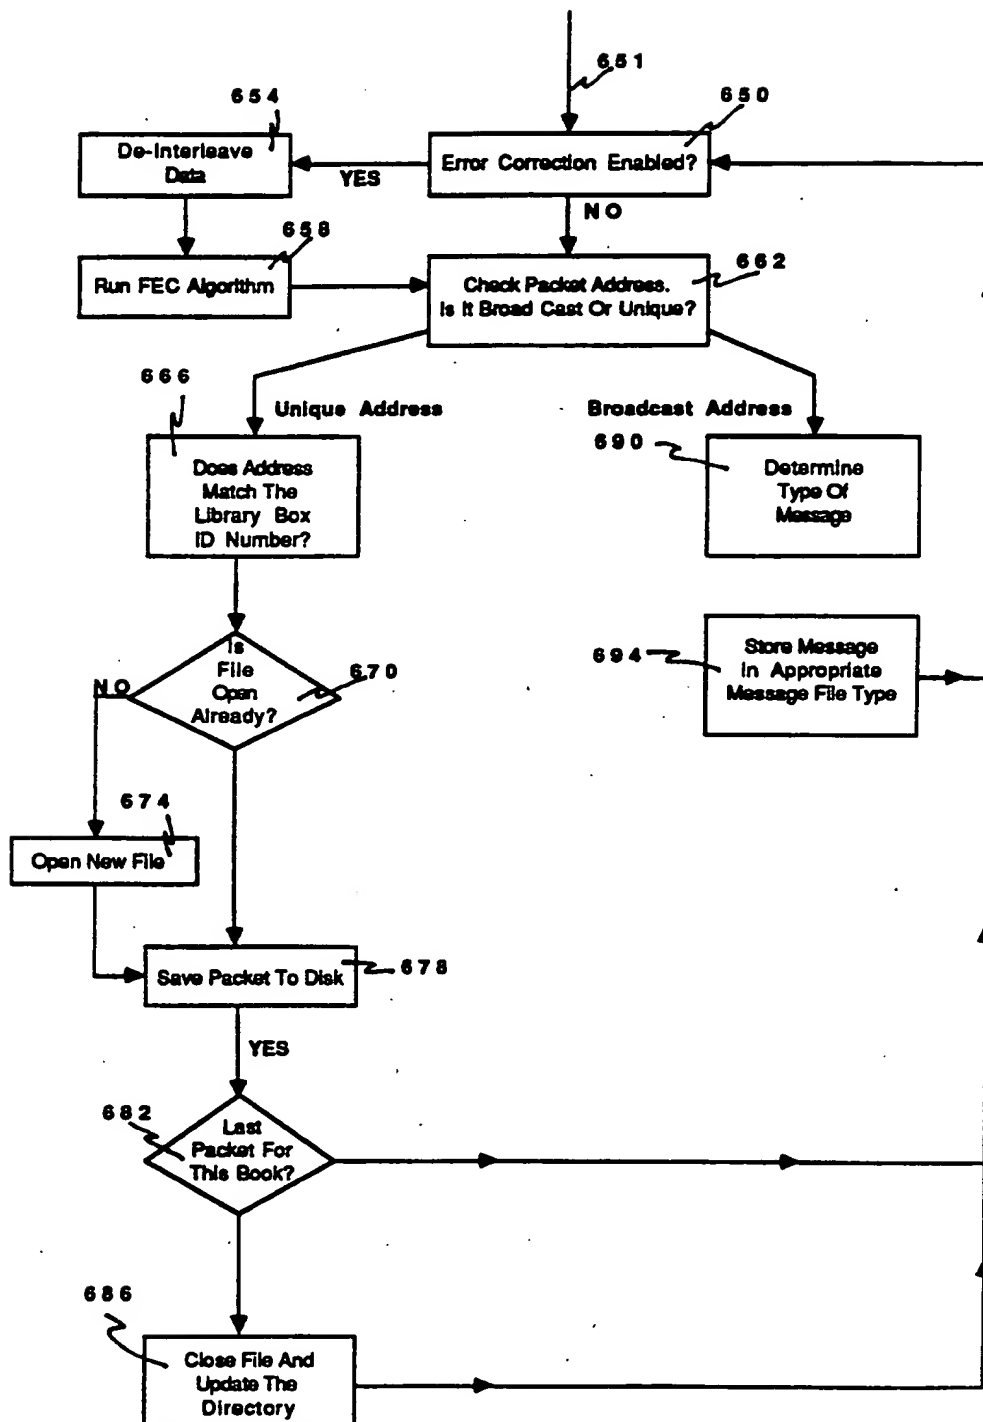 651
654
650
De-Interleave
Data
YES
Error Correction Enabled?
NO
658
662
Run FEC Algorithm
Check Packet Address.
Is It Broad Cast Or Unique?
666
Unique Address
Broadcast Address
690
Does Address
Match The
Library Box
ID Number?
Determine
Type Of
Message
Is
File
Open
Already?
670
NO
694
Store Message
In Appropriate
Message File Type
674
Open New File
Save Packet To Disk
678
YES
682
Last
Packet For
This Book?
686
Close File And
Update The
Directory